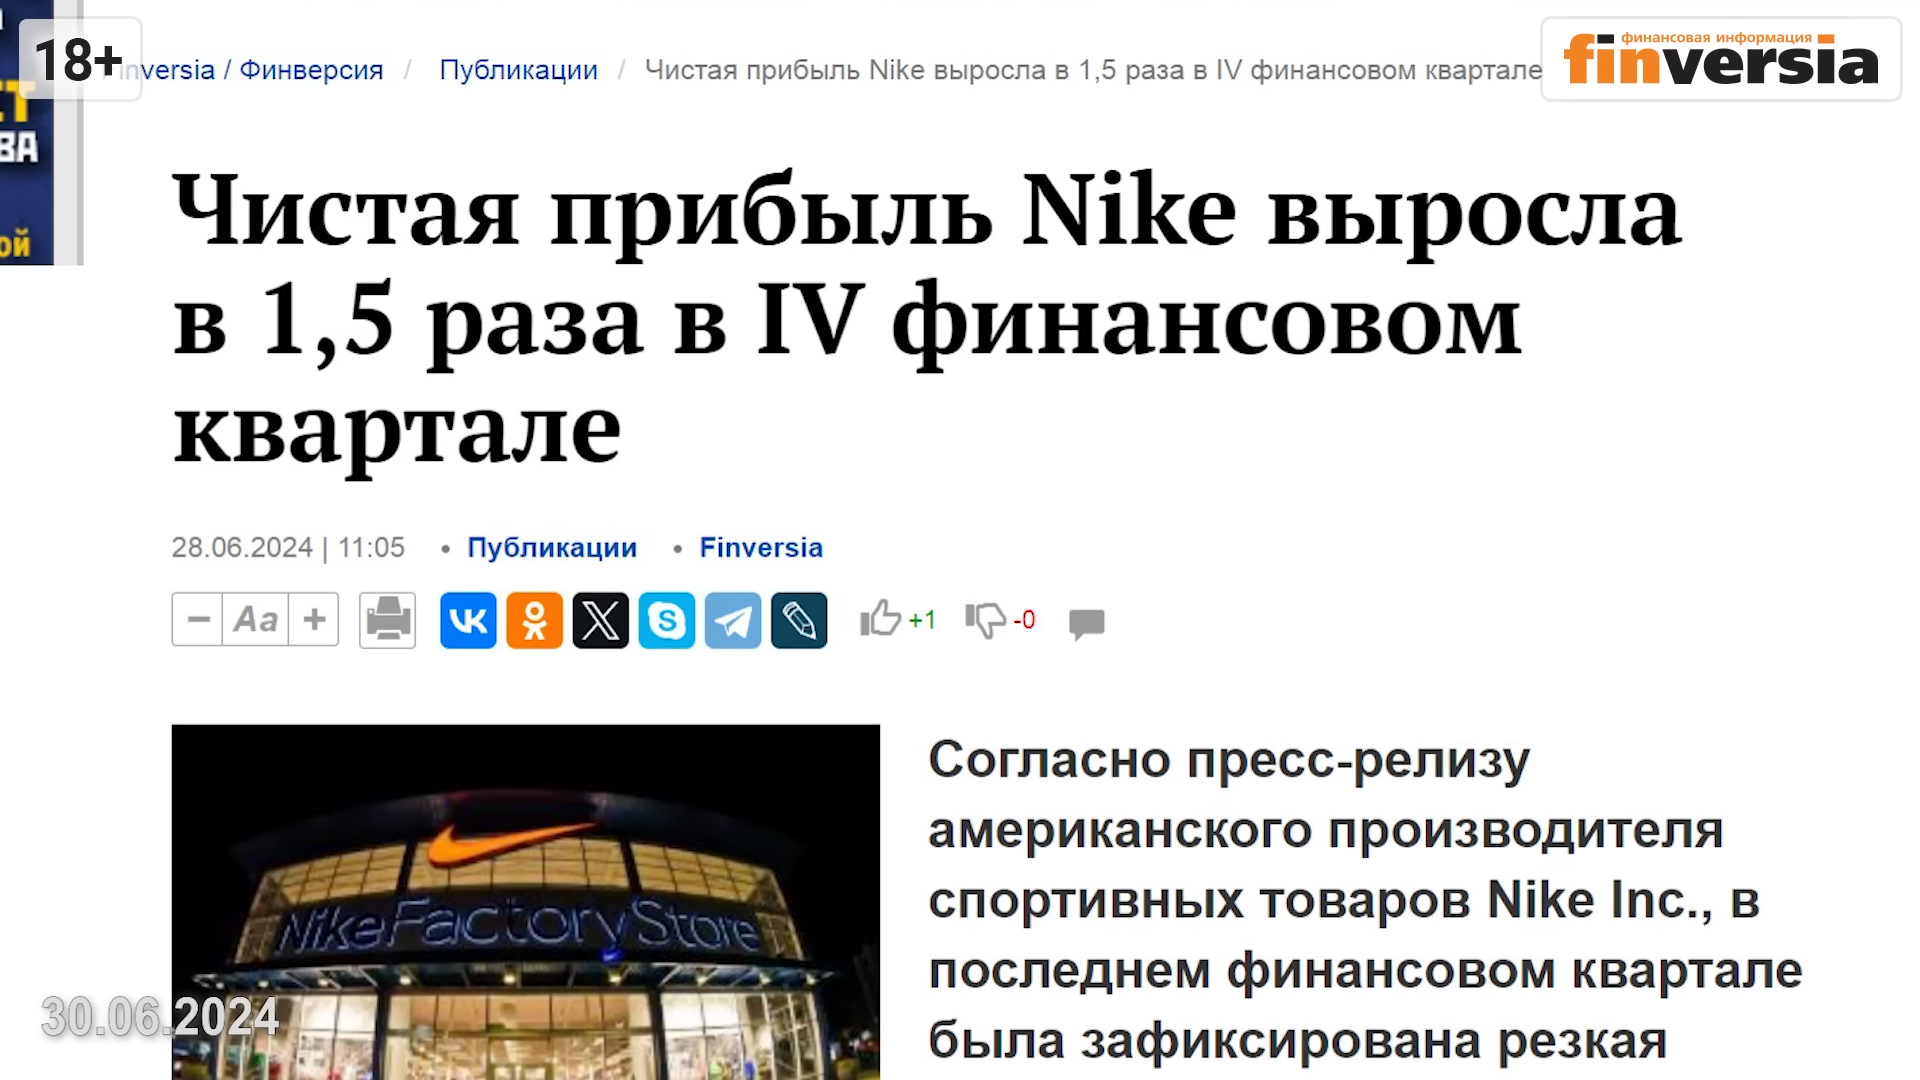 18+
финансовая информация
finversia
nversia / Финверсия / Публикации / Чистая прибыль Nike выросла в 1,5 раза в IV финансовом квартале
ВА
ой
Чистая прибыль Nike выросла
в 1,5 раза в IV финансовом
квартале
28.06.2024 | 11:05 • Публикации • Finversia
− Aa + +1 -0
Согласно пресс-релизу
американского производителя
спортивных товаров Nike Inc., в
последнем финансовом квартале
была зафиксирована резкая
NikeFactoryStore
30.06.2024